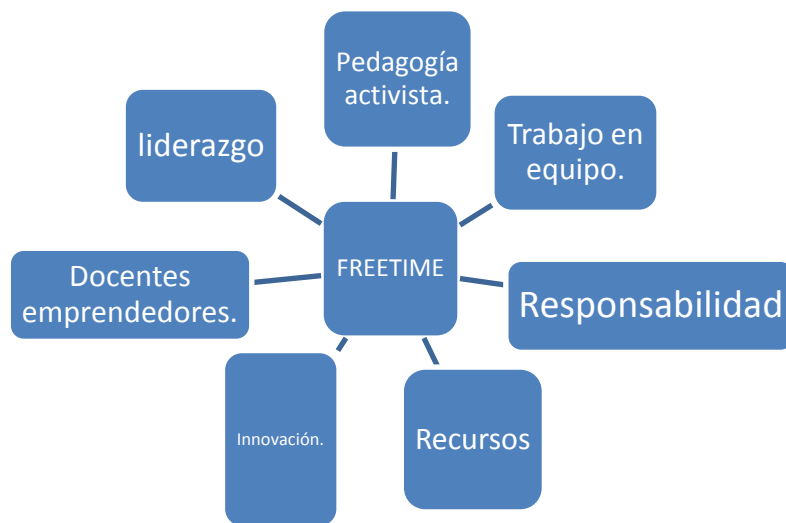 Pedagogía
activista.
liderazgo
Trabajo en
equipo.
FREETIME
Docentes
emprendedores.
Responsabilidad
Innovación.
Recursos